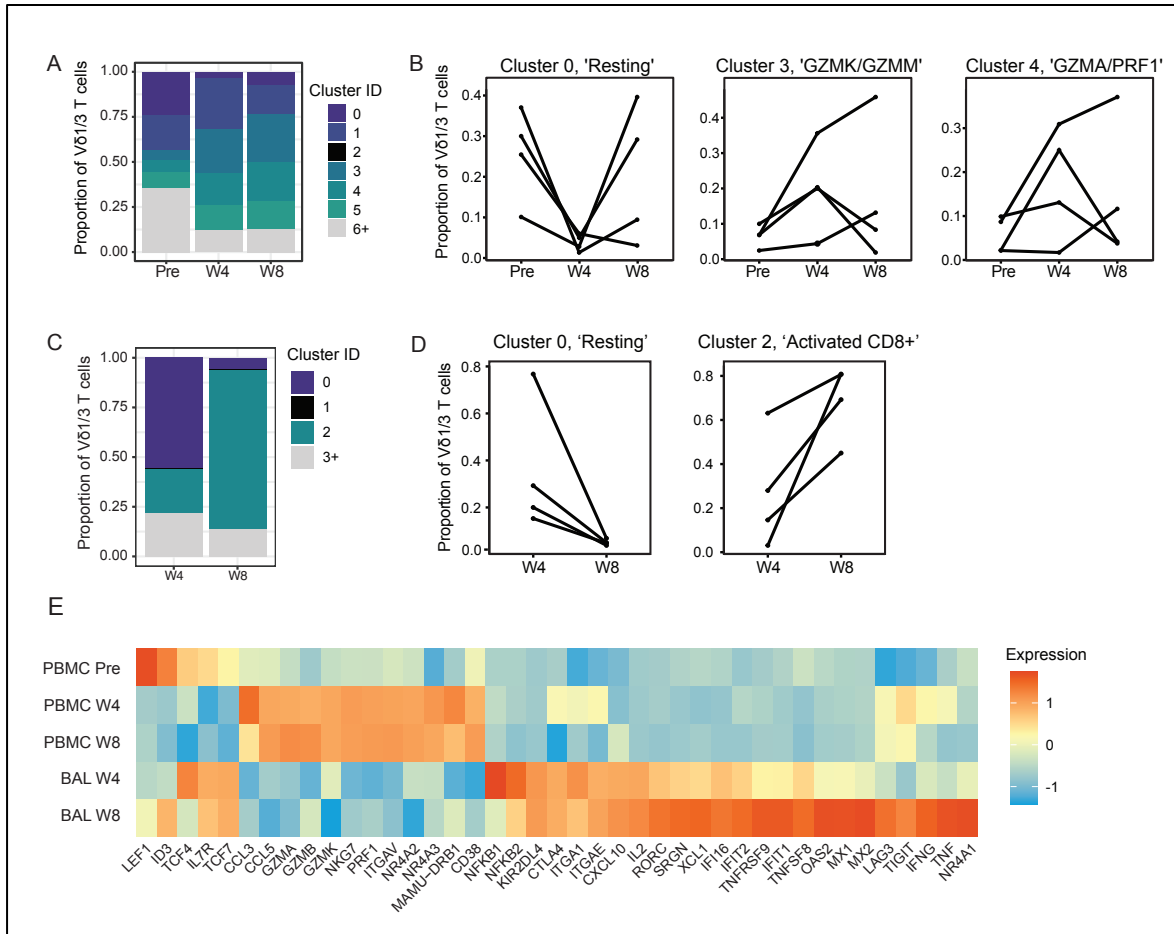 A
Proportion of Vδ1/3 T cells
1.00
0.75
0.50
0.25
0.00
Pre W4 W8
Cluster ID
0
1
2
3
4
5
6+
B
Proportion of Vδ1/3 T cells
Cluster 0, 'Resting'
0.4
0.3
0.2
0.1
0.0
Pre W4 W8
Cluster 3, 'GZMK/GZMM'
0.4
0.3
0.2
0.1
0.0
Pre W4 W8
Cluster 4, 'GZMA/PRF1'
0.3
0.1
0.0
Pre W4 W8
C
Proportion of Vδ1/3 T cells
1.00
0.75
0.50
0.25
0.00
W4 W8
Cluster ID
0
1
2
3+
D
Proportion of Vδ1/3 T cells
Cluster 0, ‘Resting’
0.8
0.6
0.4
0.2
0.0
W4 W8
Cluster 2, ‘Activated CD8+’
0.8
0.6
0.4
0.2
0.0
W4 W8
E
PBMC Pre
PBMC W4
PBMC W8
BAL W4
BAL W8
LEF1
ID3
TCF4
IL7R
TCF7
CCL3
CCL5
GZMA
GZMB
GZMK
NKG7
PRF1
ITGAV
NR4A2
NR4A3
MAMU−DRB1
CD38
NFKB1
NFKB2
KIR2DL4
CTLA4
ITGA1
ITGAE
CXCL10
IL2
RORC
SRGN
XCL1
IFI16
IFIT2
TNFRSF9
IFIT1
TNFSF8
OAS2
MX1
MX2
LAG3
TIGIT
IFNG
TNF
NR4A1
Expression
1
0
-1